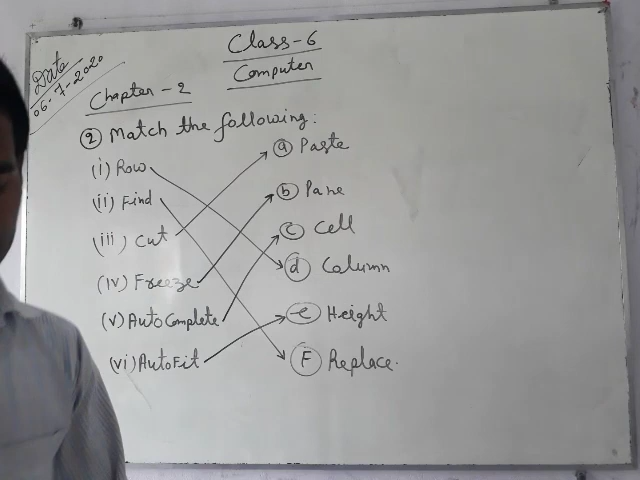 Date
06-7-2020
Class-6
Computer
Chapter-2
② Match the following:
(i) Row
(ii) Find
(iii) Cut
(iv) Freeze
(v) AutoComplete
(vi) AutoFit
ⓐ Paste
ⓑ Pane
ⓒ Cell
ⓓ Column
ⓔ Height
Ⓕ Replace.